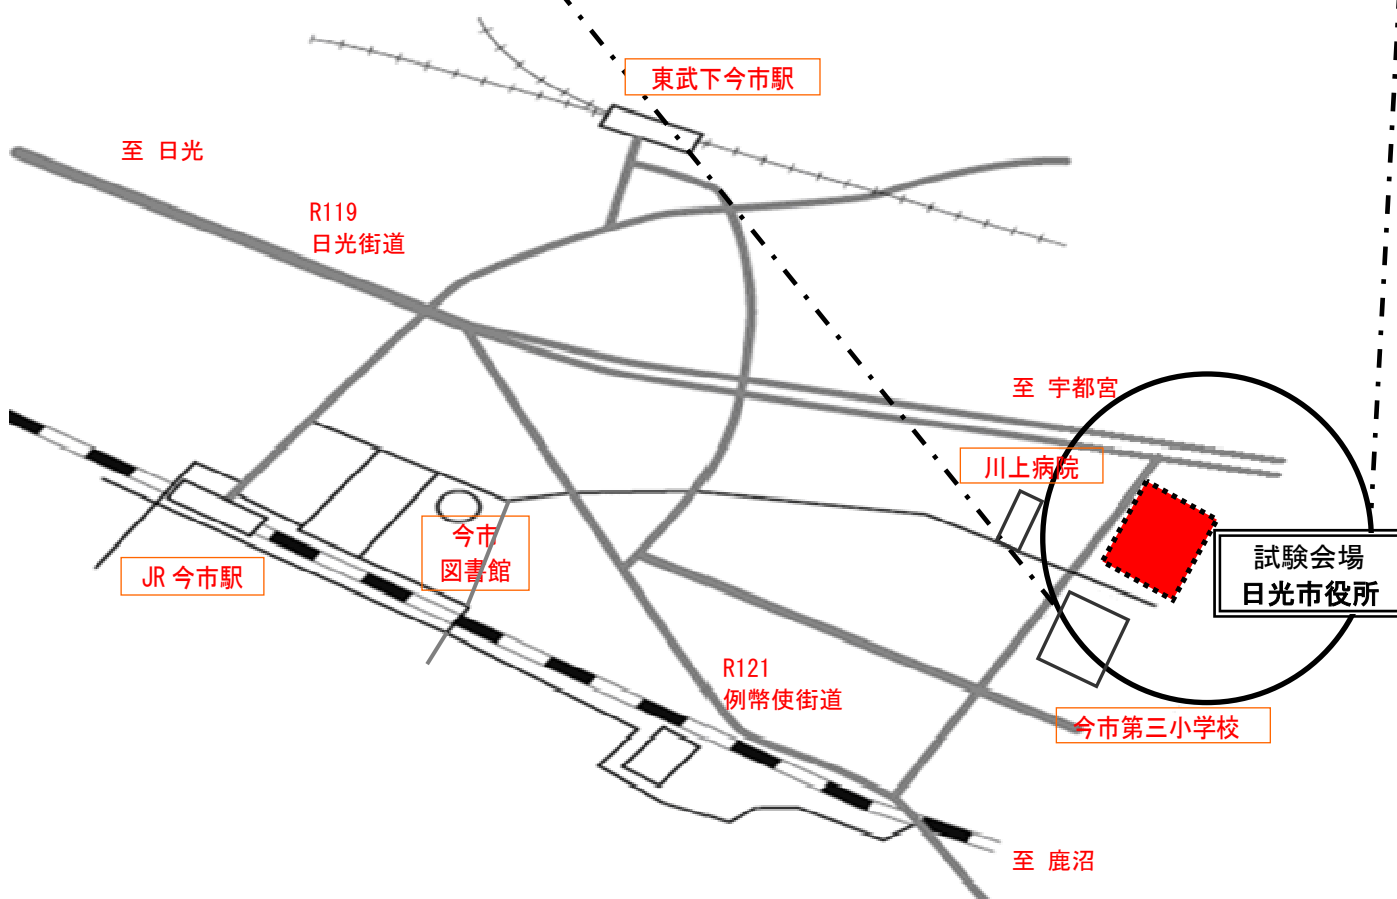 東武下今市駅
至 日光
R119
日光街道
至 宇都宮
川上病院
今市
図書館
試験会場
日光市役所
JR 今市駅
R121
例幣使街道
今市第三小学校
至 鹿沼